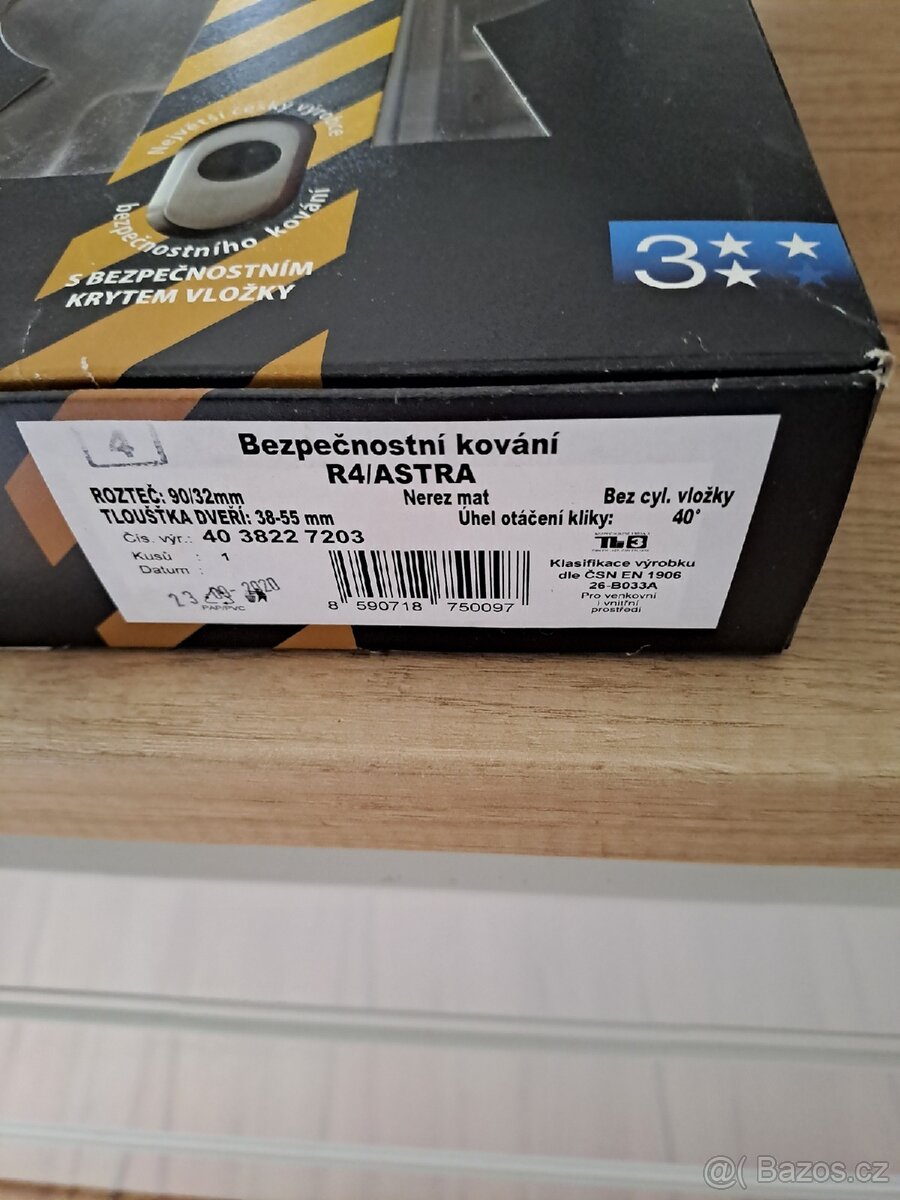 Největší český výrobce
bezpečnostního kování
S BEZPEČNOSTNÍM
KRYTEM VLOŽKY
3
4
Bezpečnostní kování
R4/ASTRA
ROZTEČ: 90/32mm Nerez mat Bez cyl. vložky
TLOUŠŤKA DVEŘÍ: 38-55 mm Úhel otáčení kliky: 40°
Čís. výr.: 40 3822 7203
Kusů : 1
Datum :
23 -09- 2020
PAP/PVC
8 590718 750097
Klasifikace výrobku
dle ČSN EN 1906
26-B033A
Pro venkovní
i vnitřní
prostředí
@( Bazos.cz